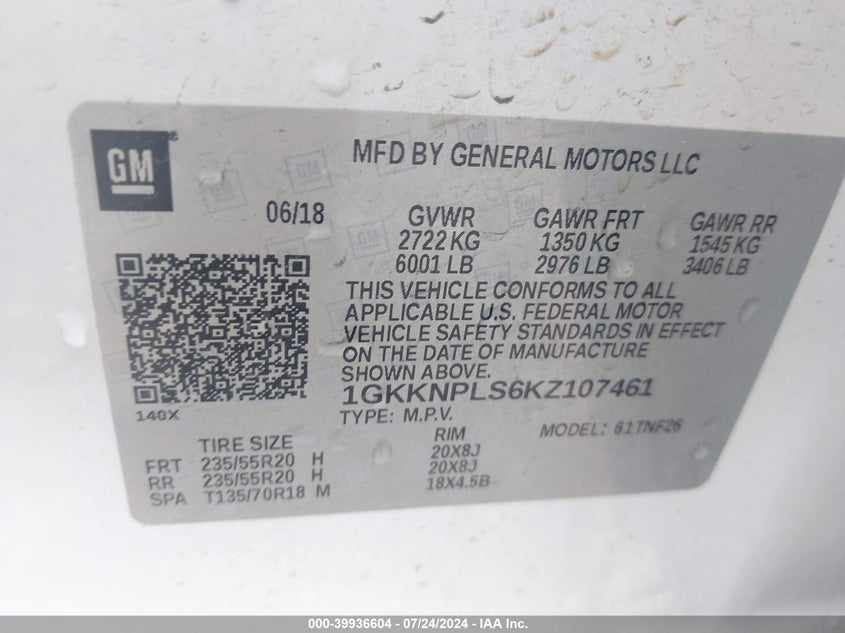 GM
MFD BY GENERAL MOTORS LLC
06/18
GVWR GAWR FRT GAWR RR
2722 KG 1350 KG 1545 KG
6001 LB 2976 LB 3406 LB
THIS VEHICLE CONFORMS TO ALL
APPLICABLE U.S. FEDERAL MOTOR
VEHICLE SAFETY STANDARDS IN EFFECT
ON THE DATE OF MANUFACTURE
SHOWN ABOVE.
1GKKNPLS6KZ107461
140X
TYPE: M.P.V.
MODEL: 61TNF26
TIRE SIZE RIM
FRT 235/55R20 H 20X8J
RR 235/55R20 H 20X8J
SPA T135/70R18 M 18X4.5B
000-39936604 - 07/24/2024 - IAA Inc.